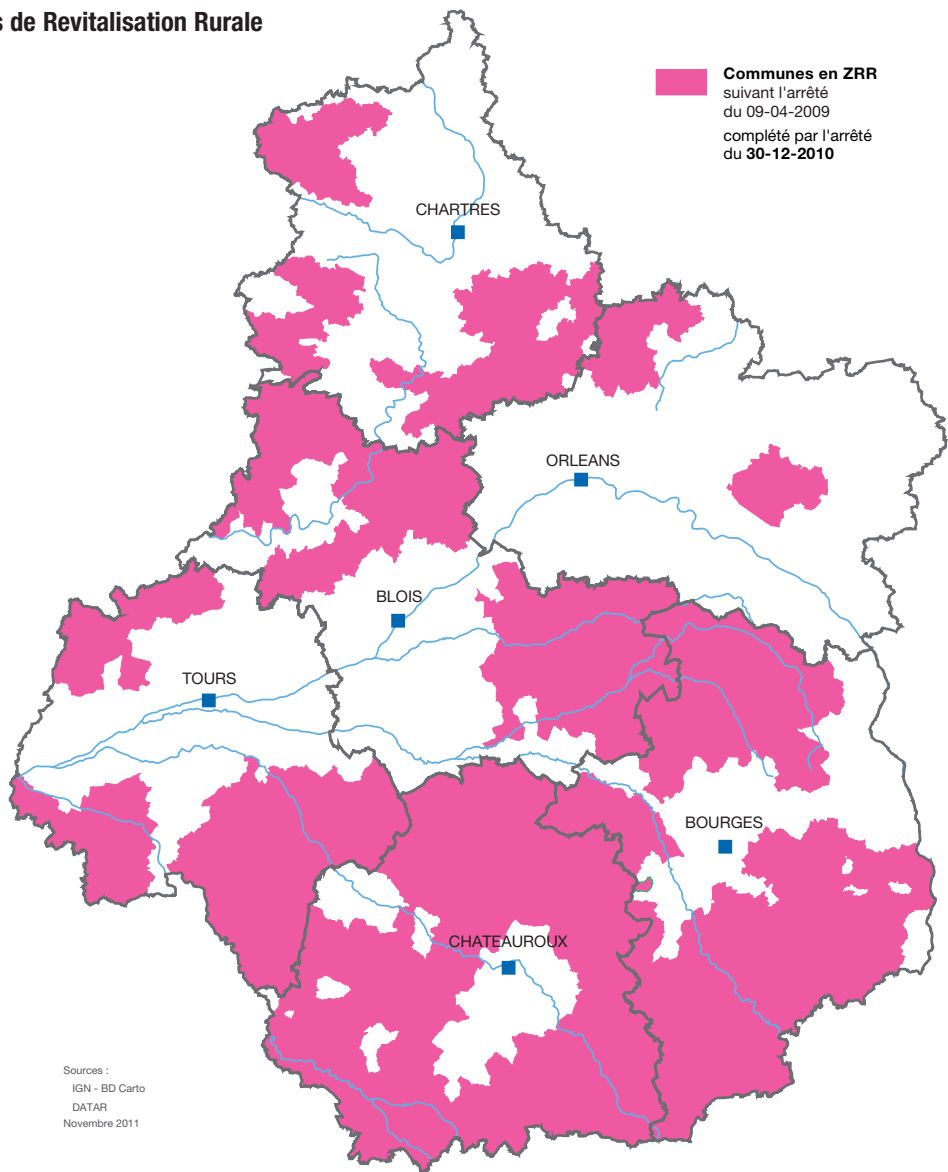 s de Revitalisation Rurale
Communes en ZRR
suivant l'arrêté
du 09-04-2009
complété par l'arrêté
du 30-12-2010
CHARTRES
ORLEANS
BLOIS
TOURS
BOURGES
CHATEAUROUX
Sources :
IGN - BD Carto
DATAR
Novembre 2011